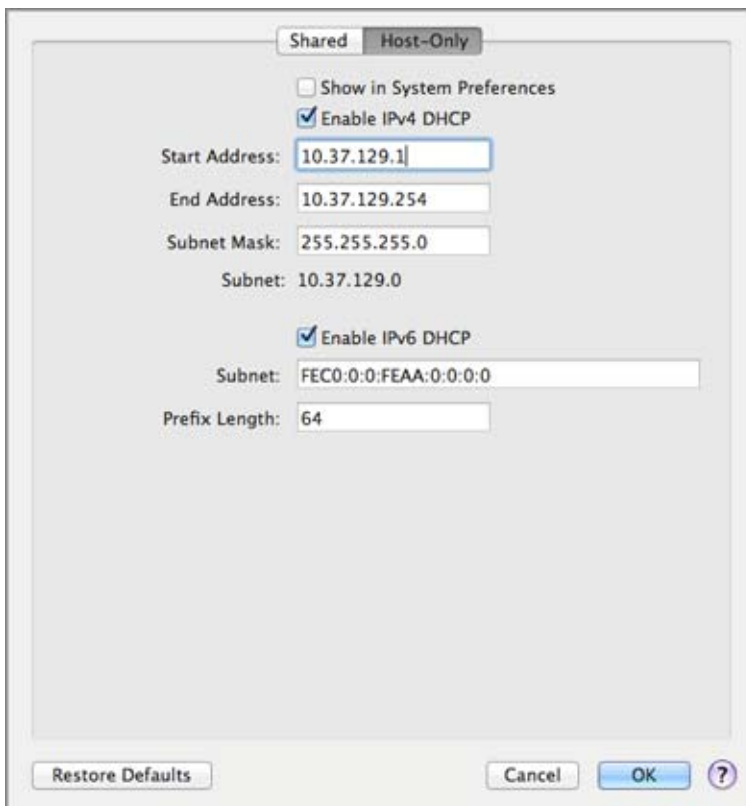 Shared Host-Only
Show in System Preferences
Enable IPv4 DHCP
Start Address: 10.37.129.1
End Address: 10.37.129.254
Subnet Mask: 255.255.255.0
Subnet: 10.37.129.0
Enable IPv6 DHCP
Subnet: FEC0:0:0:FEAA:0:0:0:0
Prefix Length: 64
Restore Defaults Cancel OK ?